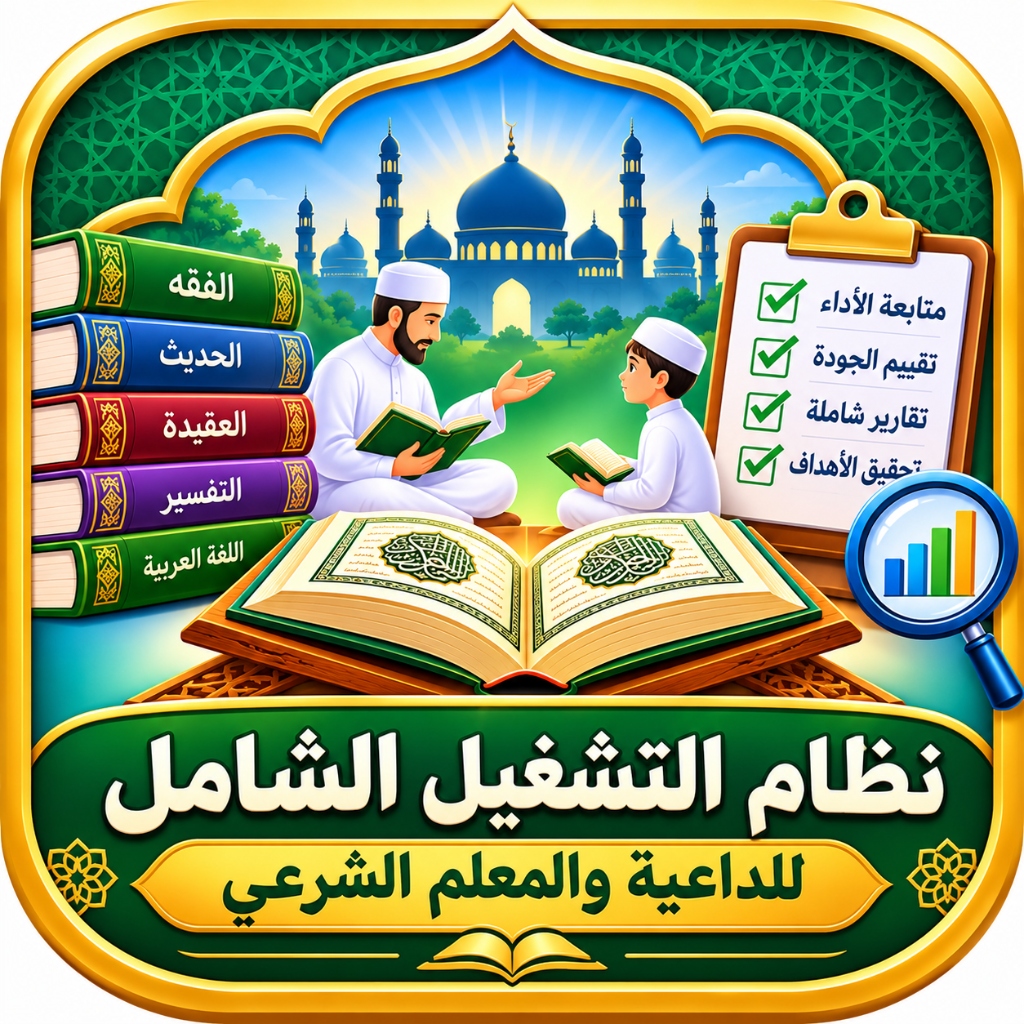 الفقه
الحديث
العقيدة
التفسير
اللغة العربية
متابعة الأداء
تقييم الجودة
تقارير شاملة
تحقيق الأهداف
نظام التشغيل الشامل
للداعية والمعلم الشرعي